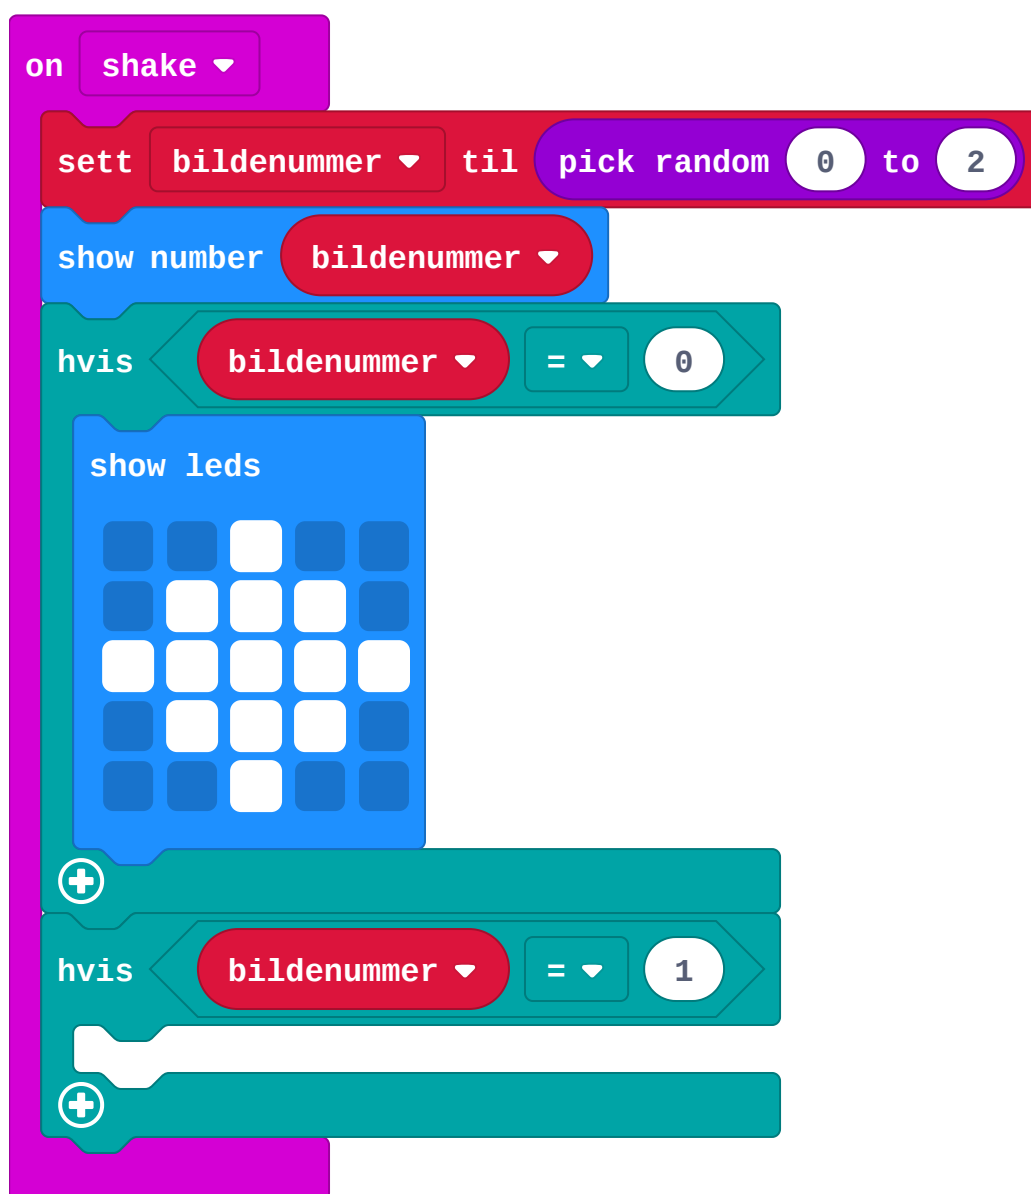 on shake
sett bildenummer til pick random 0 to 2
show number bildenummer
hvis bildenummer = 0
show leds
hvis bildenummer = 1